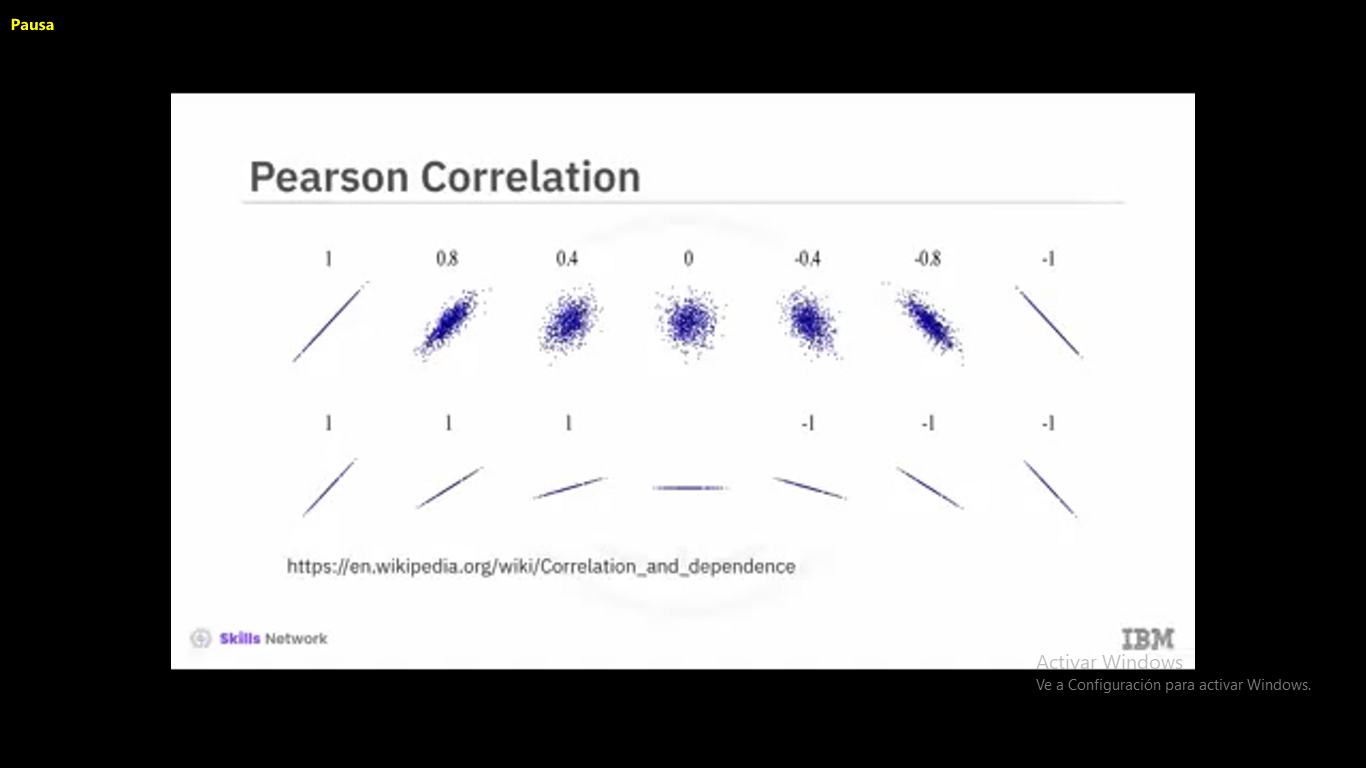 Pausa
Pearson Correlation
1 0.8 0.4 0 -0.4 -0.8 -1
1 1 1 -1 -1 -1
https://en.wikipedia.org/wiki/Correlation_and_dependence
Skills Network
IBM
Activar Windows
Ve a Configuración para activar Windows.